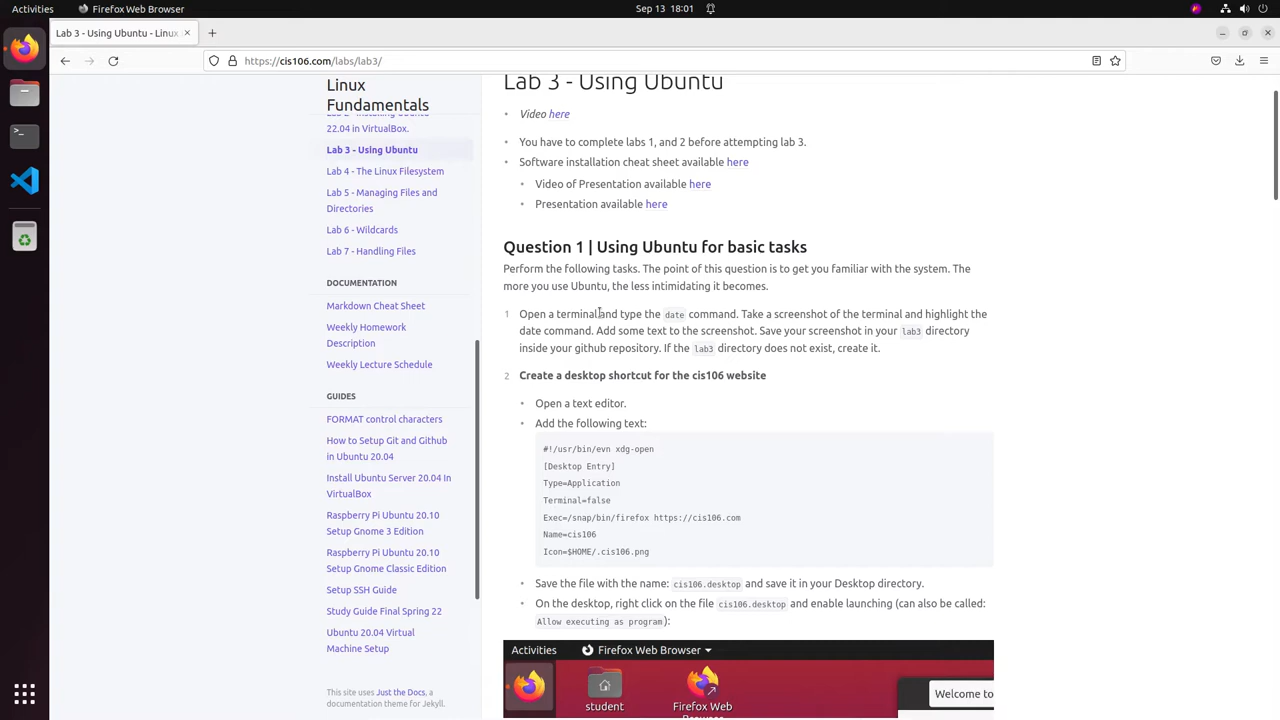 Activities
Firefox Web Browser
Sep 13 18:01
Lab 3 - Using Ubuntu - Linux
https://cis106.com/labs/lab3/
Linux
Fundamentals
22.04 in VirtualBox.
Lab 3 - Using Ubuntu
Lab 4 - The Linux Filesystem
Lab 5 - Managing Files and
Directories
Lab 6 - Wildcards
Lab 7 - Handling Files
DOCUMENTATION
Markdown Cheat Sheet
Weekly Homework
Description
Weekly Lecture Schedule
GUIDES
FORMAT control characters
How to Setup Git and Github
in Ubuntu 20.04
Install Ubuntu Server 20.04 In
VirtualBox
Raspberry Pi Ubuntu 20.10
Setup Gnome 3 Edition
Raspberry Pi Ubuntu 20.10
Setup Gnome Classic Edition
Setup SSH Guide
Study Guide Final Spring 22
Ubuntu 20.04 Virtual
Machine Setup
This site uses Just the Docs, a
documentation theme for Jekyll.
Lab 3 - Using Ubuntu
• Video here
• You have to complete labs 1, and 2 before attempting lab 3.
• Software installation cheat sheet available here
• Video of Presentation available here
• Presentation available here
Question 1 | Using Ubuntu for basic tasks
Perform the following tasks. The point of this question is to get you familiar with the system. The
more you use Ubuntu, the less intimidating it becomes.
1 Open a terminal and type the date command. Take a screenshot of the terminal and highlight the
date command. Add some text to the screenshot. Save your screenshot in your lab3 directory
inside your github repository. If the lab3 directory does not exist, create it.
2 Create a desktop shortcut for the cis106 website
• Open a text editor.
• Add the following text:
#!/usr/bin/evn xdg-open
[Desktop Entry]
Type=Application
Terminal=false
Exec=/snap/bin/firefox https://cis106.com
Name=cis106
Icon=$HOME/.cis106.png
• Save the file with the name: cis106.desktop and save it in your Desktop directory.
• On the desktop, right click on the file cis106.desktop and enable launching (can also be called:
Allow executing as program):
Activities
Firefox Web Browser
student
Firefox Web
Welcome to